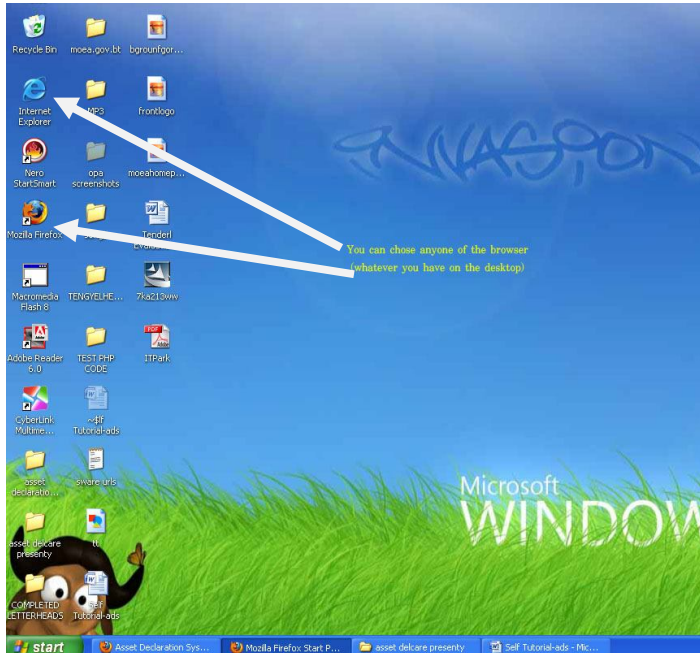 Recycle Bin
moea.gov.bt
bgrounfgor...
Internet
Explorer
MP3
frontlogo
Nero
StartSmart
opa
screenshots
moeahomep...
Mozilla Firefox
Tenderl
Macromedia
Flash 8
TENGYELHE...
7ka213ww
Adobe Reader
6.0
TEST PHP
CODE
ITPark
CyberLink
Multime...
~$lf
Tutorial-ads
asset
declaratio...
sware urls
asset delcare
presenty
tt
COMPLETED
LETTERHEADS
Self
Tutorial-ads
INVASION
You can chose anyone of the browser
(whatever you have on the desktop)
Microsoft
WINDOW
start
Asset Declaration Sys...
Mozilla Firefox Start P...
asset delcare presenty
Self Tutorial-ads - Mic...